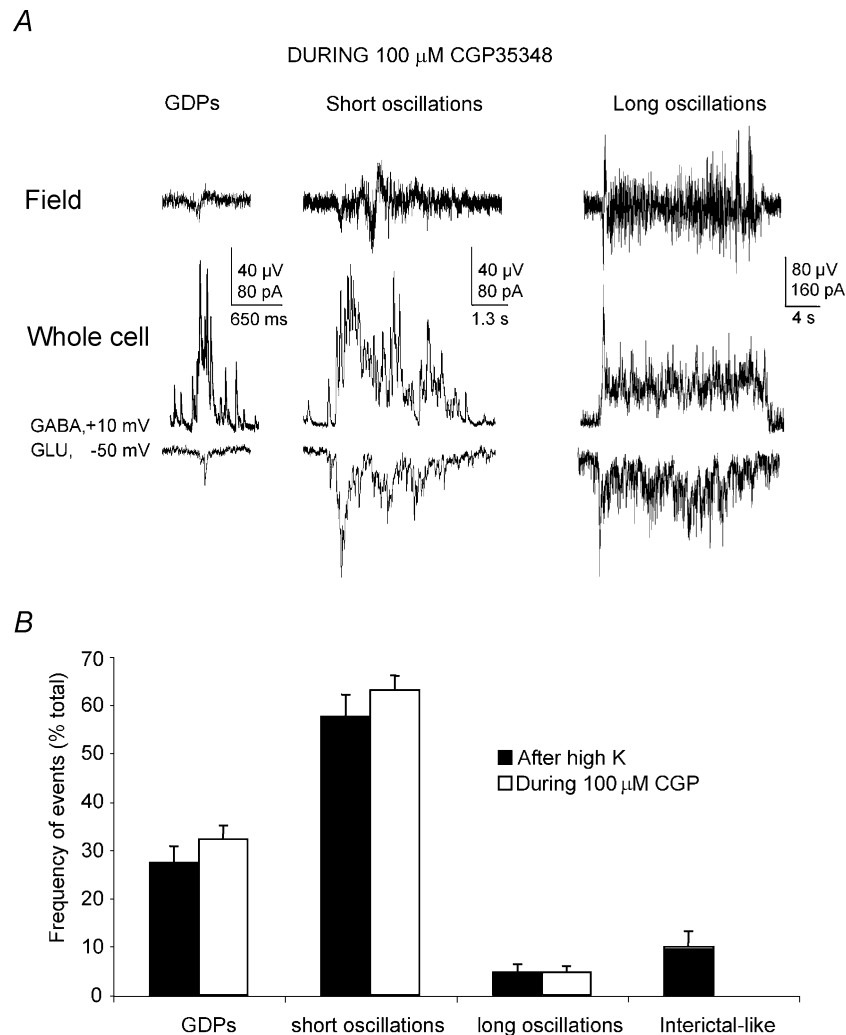 A
DURING 100 μM CGP35348
GDPs
Short oscillations
Long oscillations
Field
40 μV
80 pA
650 ms
40 μV
80 pA
1.3 s
80 μV
160 pA
4 s
Whole cell
GABA,+10 mV
GLU, -50 mV
B
Frequency of events (% total)
70
60
50
40
30
20
10
0
After high K
During 100 μM CGP
GDPs
short oscillations
long oscillations
Interictal-like